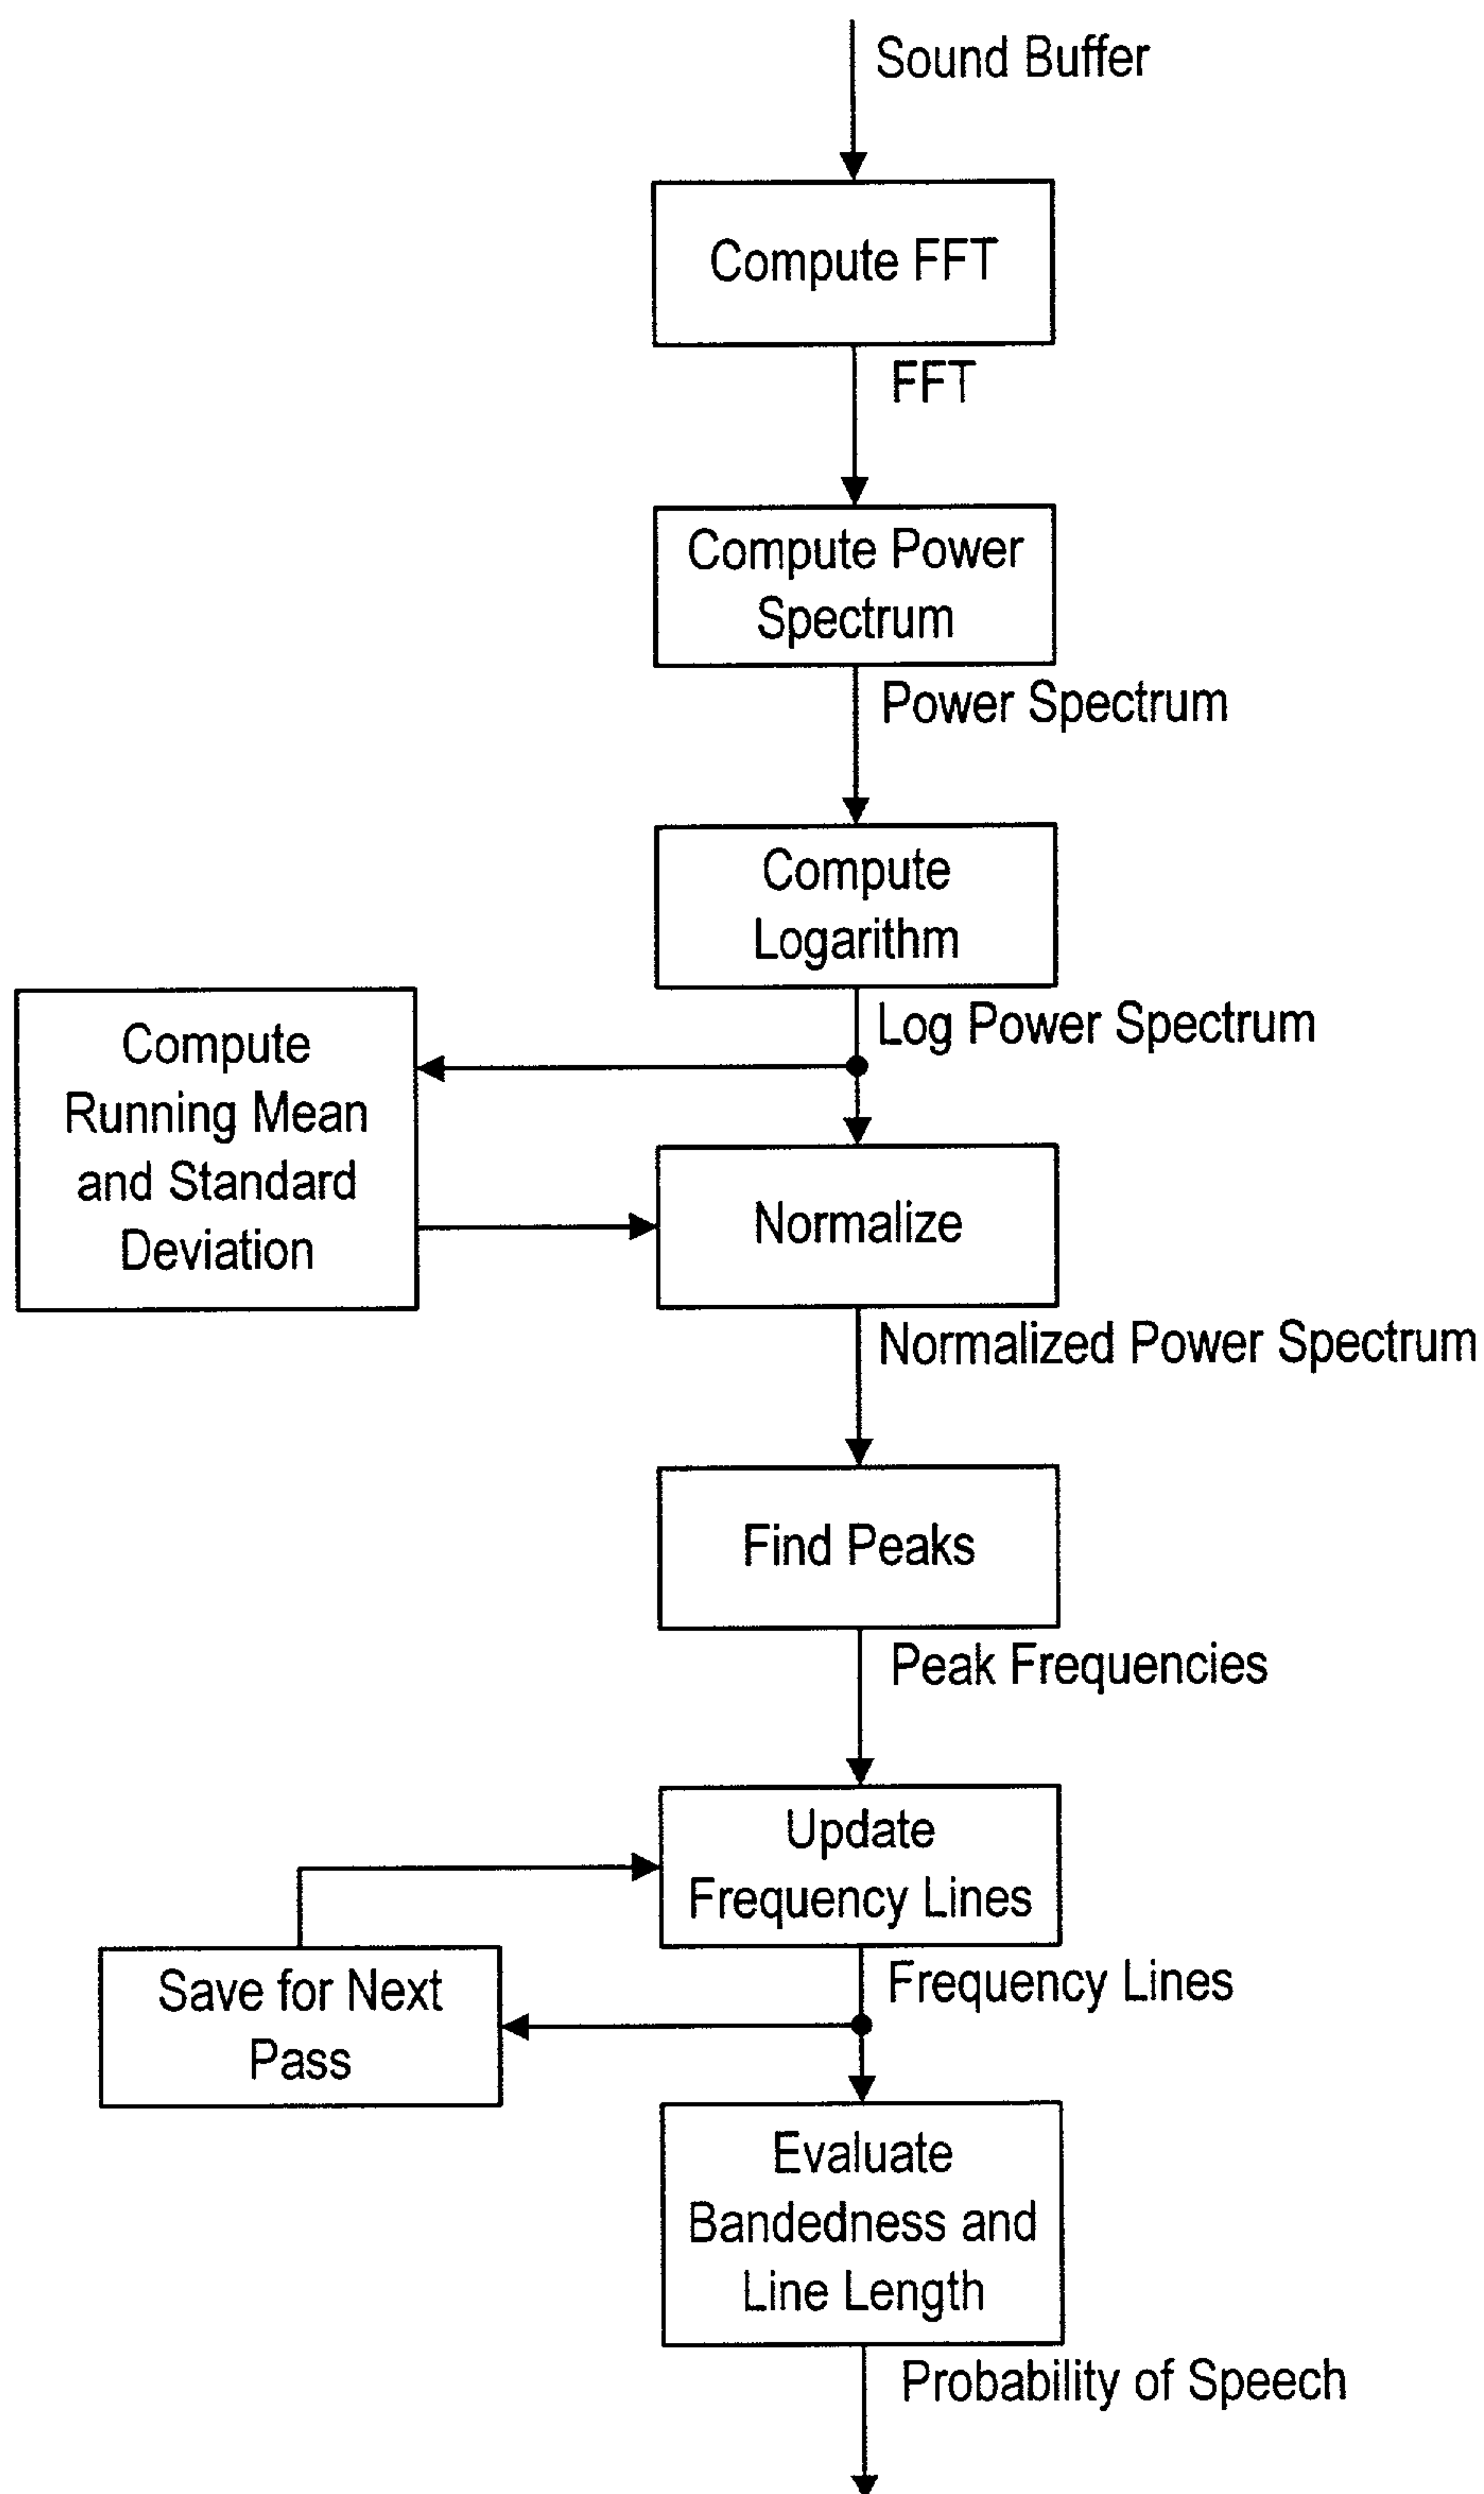 Sound Buffer
Compute FFT
FFT
Compute Power
Spectrum
Power Spectrum
Compute
Logarithm
Log Power Spectrum
Compute
Running Mean
and Standard
Deviation
Normalize
Normalized Power Spectrum
Find Peaks
Peak Frequencies
Update
Frequency Lines
Frequency Lines
Save for Next
Pass
Evaluate
Bandedness and
Line Length
Probability of Speech